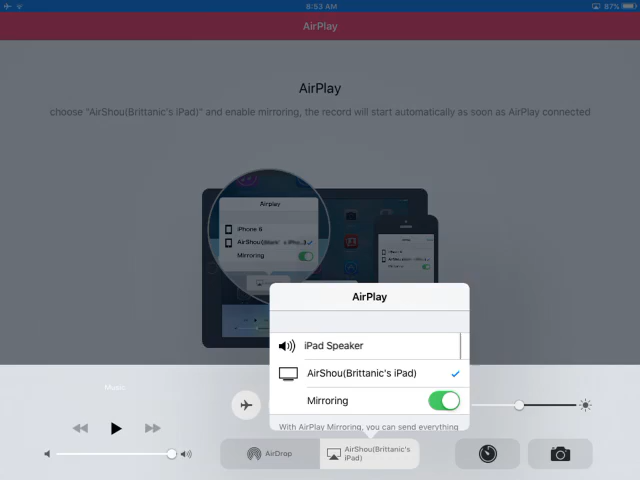 8:53 AM
87%
AirPlay
AirPlay
choose "AirShou(Brittanic's iPad)" and enable mirroring, the record will start automatically as soon as AirPlay connected
Airplay
iPhone 6
Mirroring
AirPlay
iPad Speaker
AirShou(Brittanic's iPad)
Mirroring
With AirPlay Mirroring, you can send everything
Music
AirDrop
AirShou(Brittanic's
iPad)